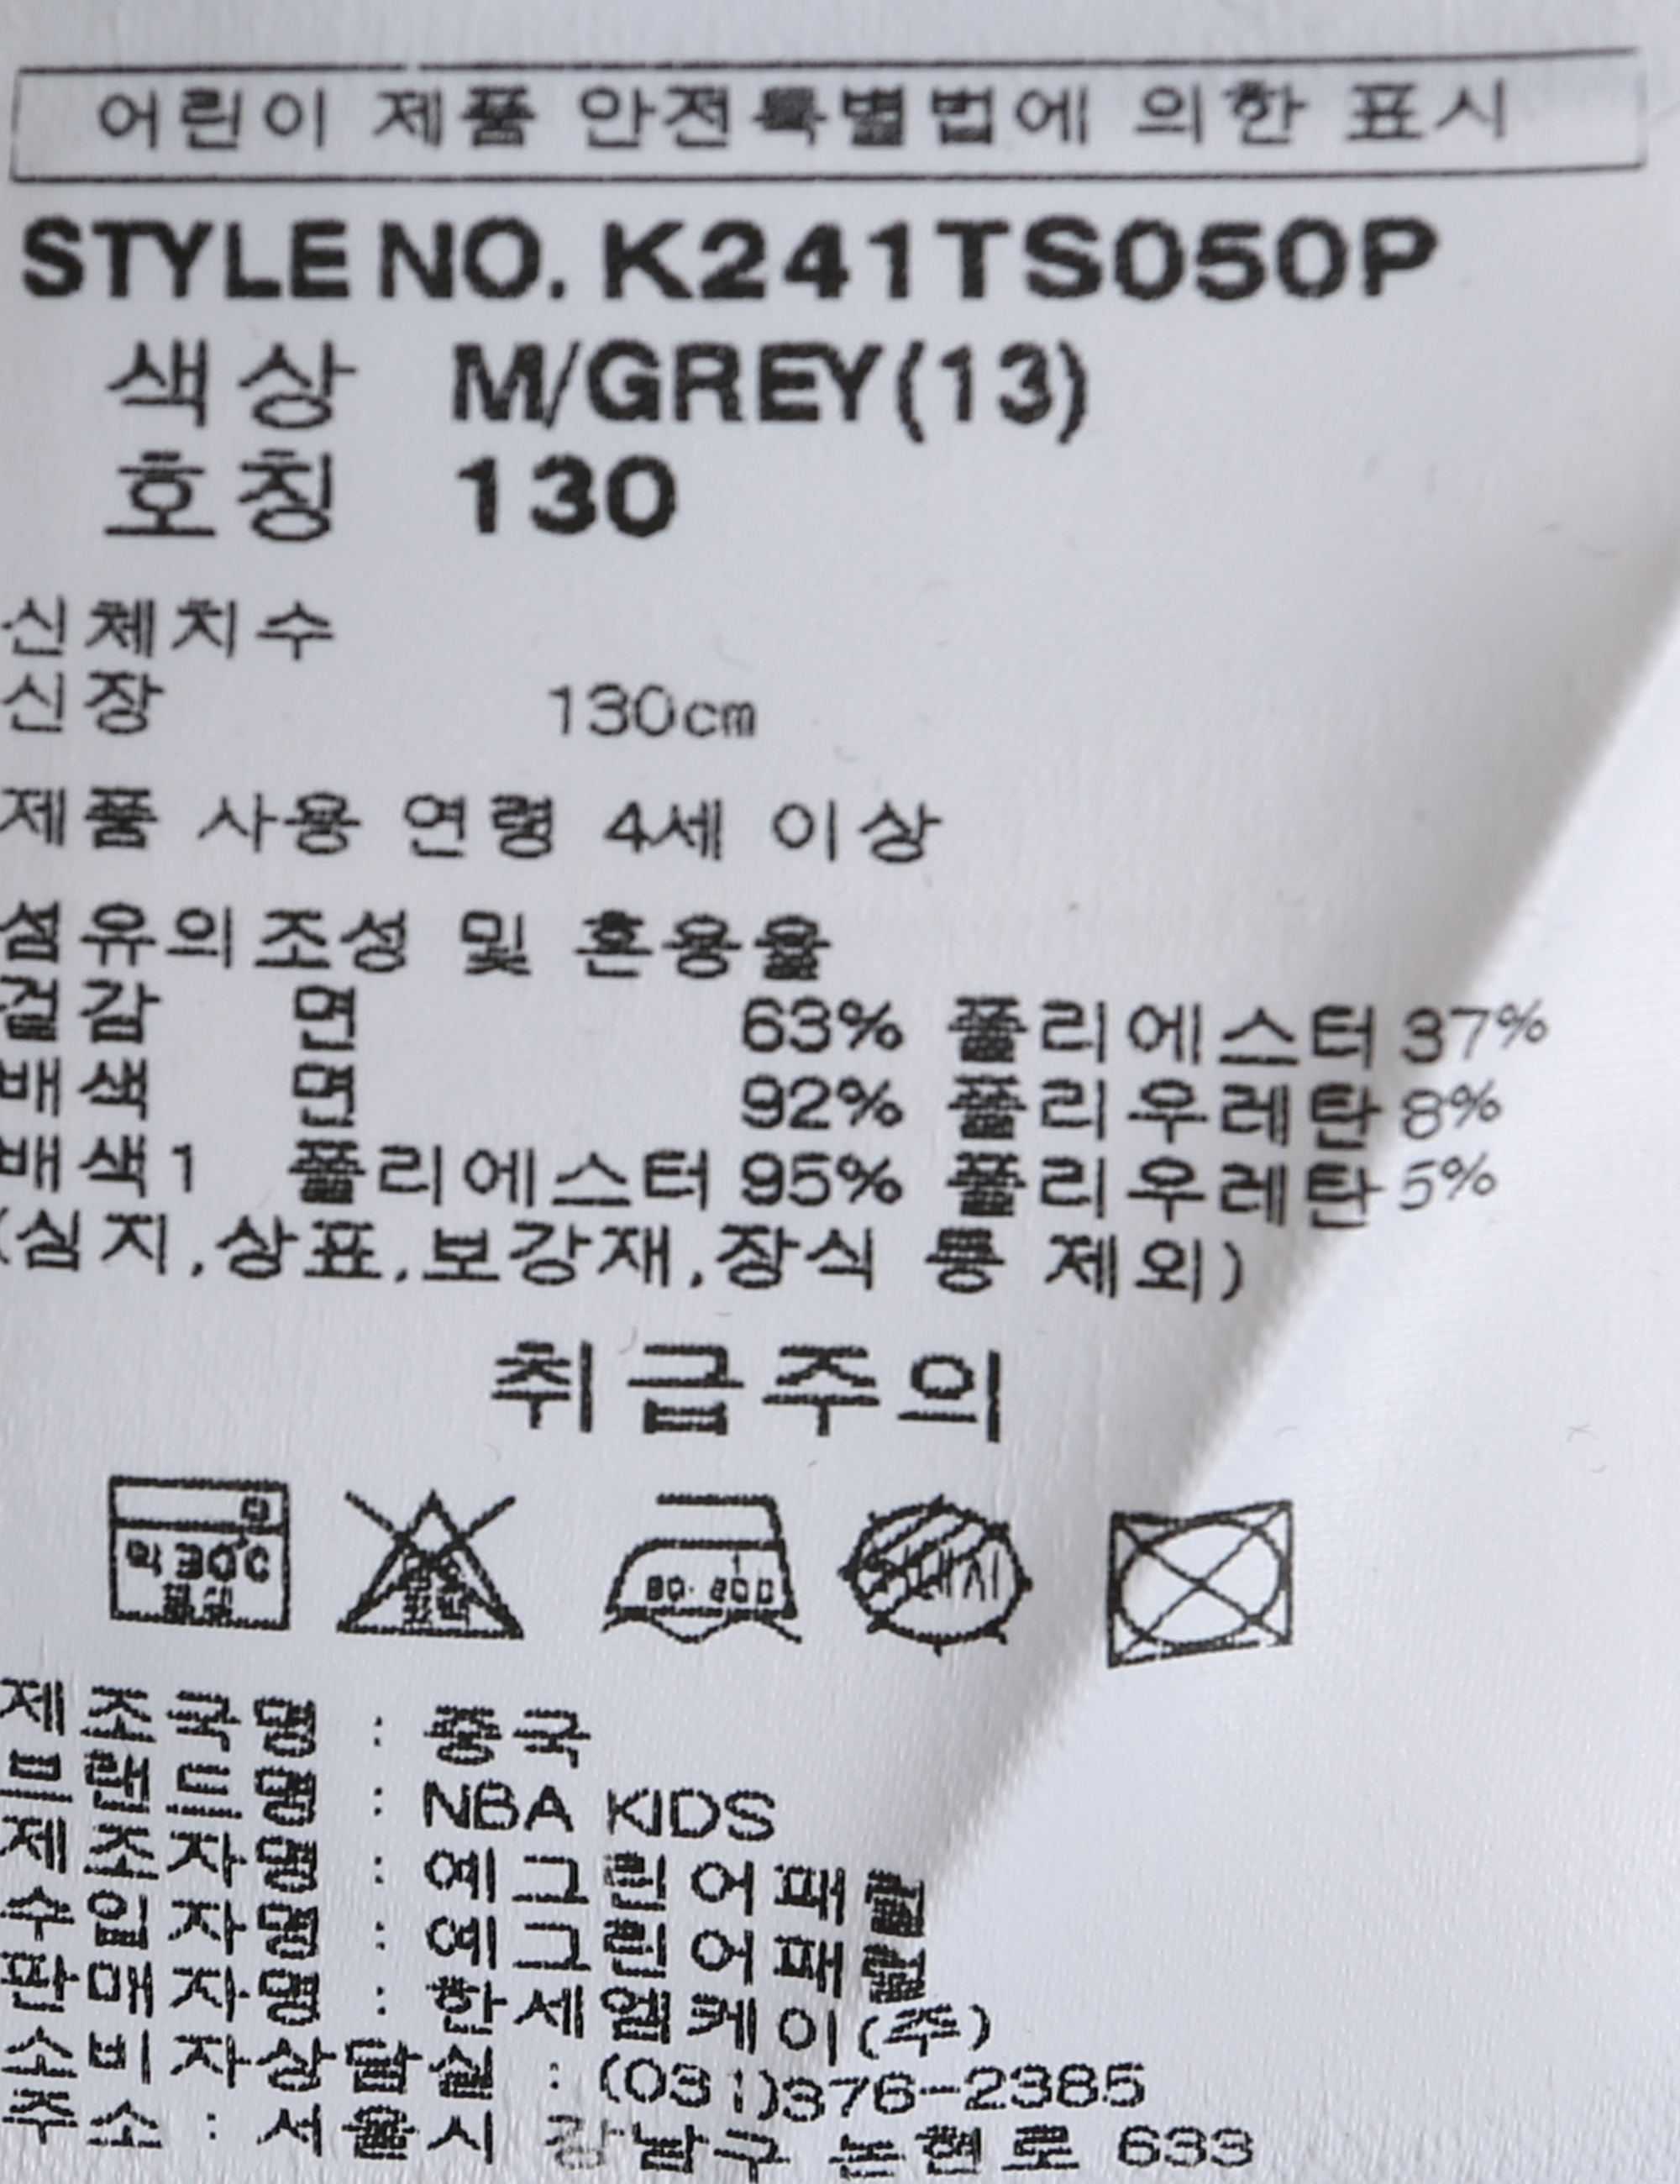 어린이 제품 안전특별법에 의한 표시
STYLE NO. K241TS050P
색상 M/GREY(13)
호칭 130
신체치수
신장 130cm
제품 사용 연령 4세 이상
섬유의조성 및 혼용율
겉감 면 63% 폴리에스터 37%
배색 면 92% 폴리우레탄 8%
배색1 폴리에스터 95% 폴리우레탄 5%
(심지,상표,보강재,장식 등 제외)
취급주의
약 30°C
중성
제조국명 : 중국
브랜드명 : NBA KIDS
제조자명 : 예그린어패럴
수입자명 : 예그린어패럴
판매자명 : 한세엠케이(주)
소비자상담실 : (031)376-2385
주소 : 서울시 강남구 논현로 633